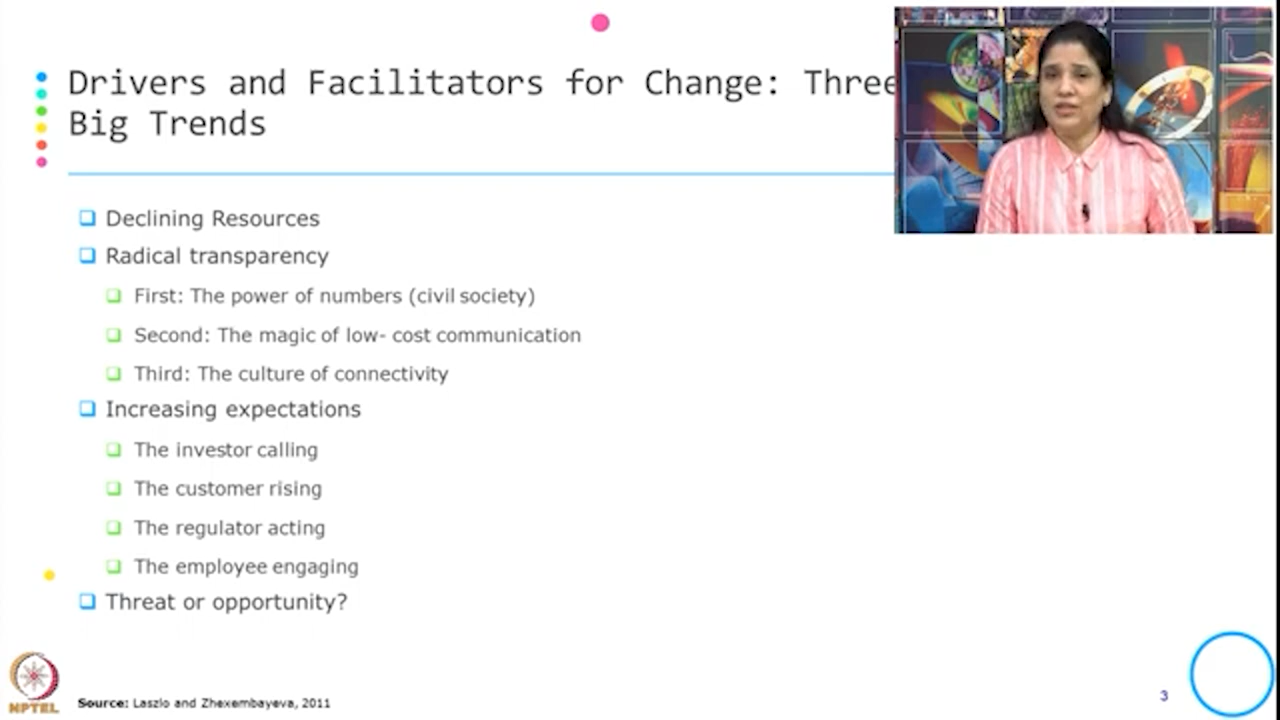 Drivers and Facilitators for Change: Three
Big Trends
Declining Resources
Radical transparency
First: The power of numbers (civil society)
Second: The magic of low- cost communication
Third: The culture of connectivity
Increasing expectations
The investor calling
The customer rising
The regulator acting
The employee engaging
Threat or opportunity?
NPTEL
Source: Laszlo and Zhexembayeva, 2011
3